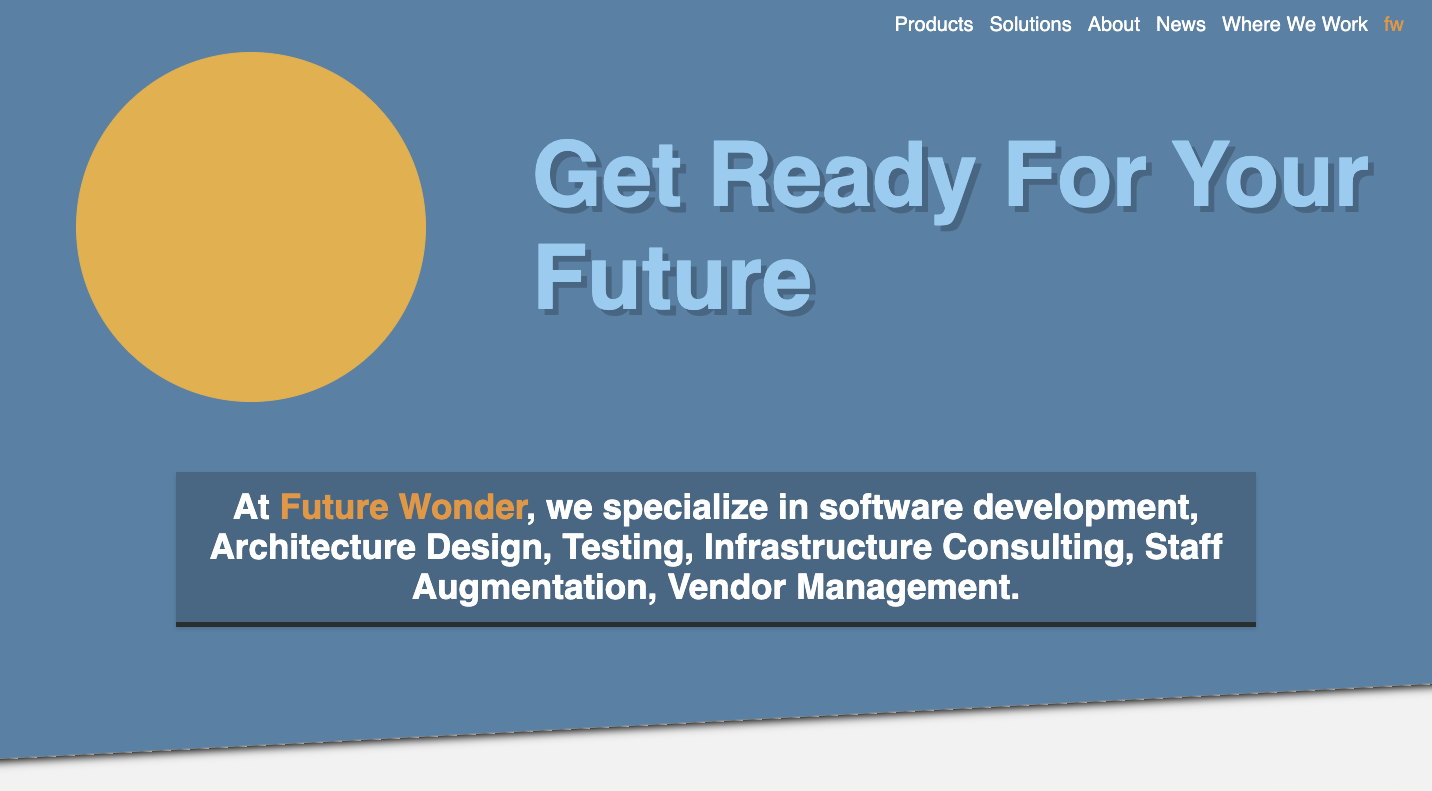 Products Solutions About News Where We Work fw
Get Ready For Your
Future
At Future Wonder, we specialize in software development,
Architecture Design, Testing, Infrastructure Consulting, Staff
Augmentation, Vendor Management.